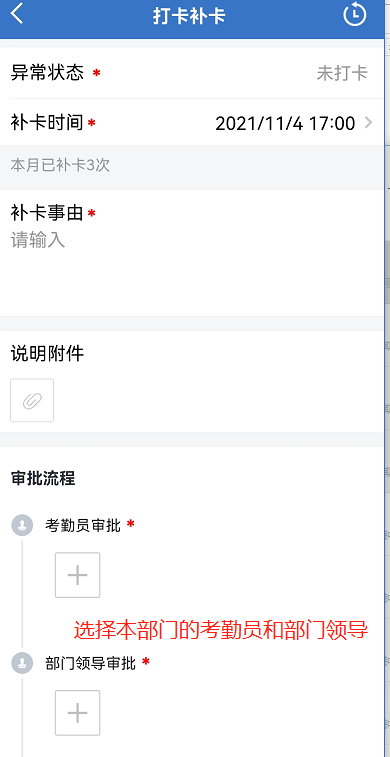 打卡补卡
异常状态 * 未打卡
补卡时间* 2021/11/4 17:00
本月已补卡3次
补卡事由*
请输入
说明附件
审批流程
考勤员审批 *
选择本部门的考勤员和部门领导
部门领导审批 *